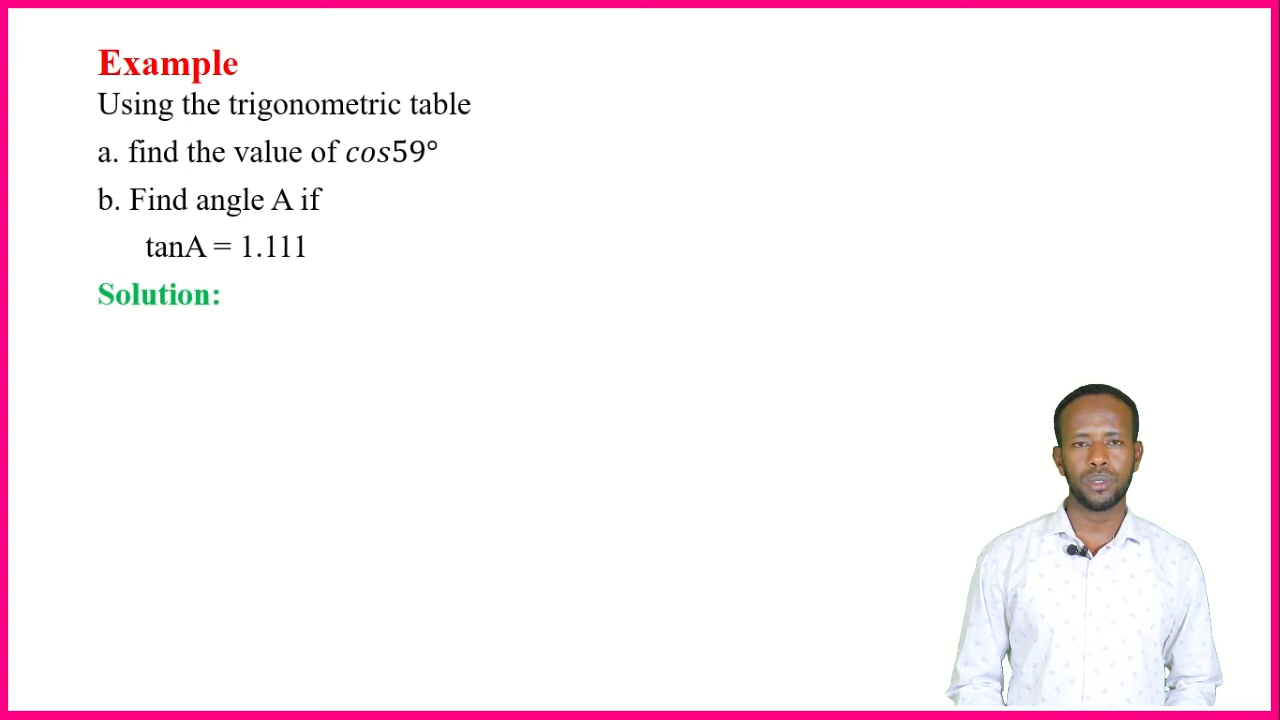 Example
Using the trigonometric table
a. find the value of cos59°
b. Find angle A if
tanA = 1.111
Solution: